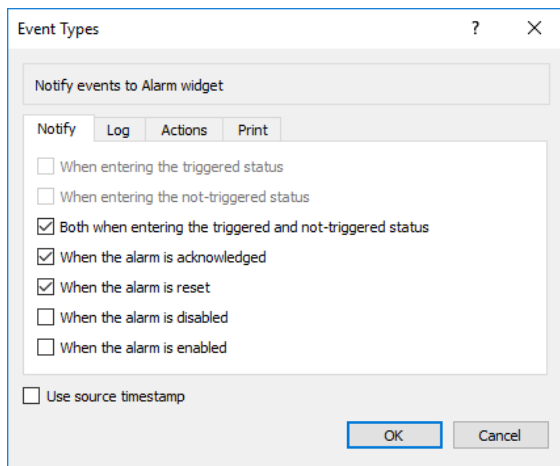 Event Types
?
Notify events to Alarm widget
Notify Log Actions Print
When entering the triggered status
When entering the not-triggered status
Both when entering the triggered and not-triggered status
When the alarm is acknowledged
When the alarm is reset
When the alarm is disabled
When the alarm is enabled
Use source timestamp
OK Cancel